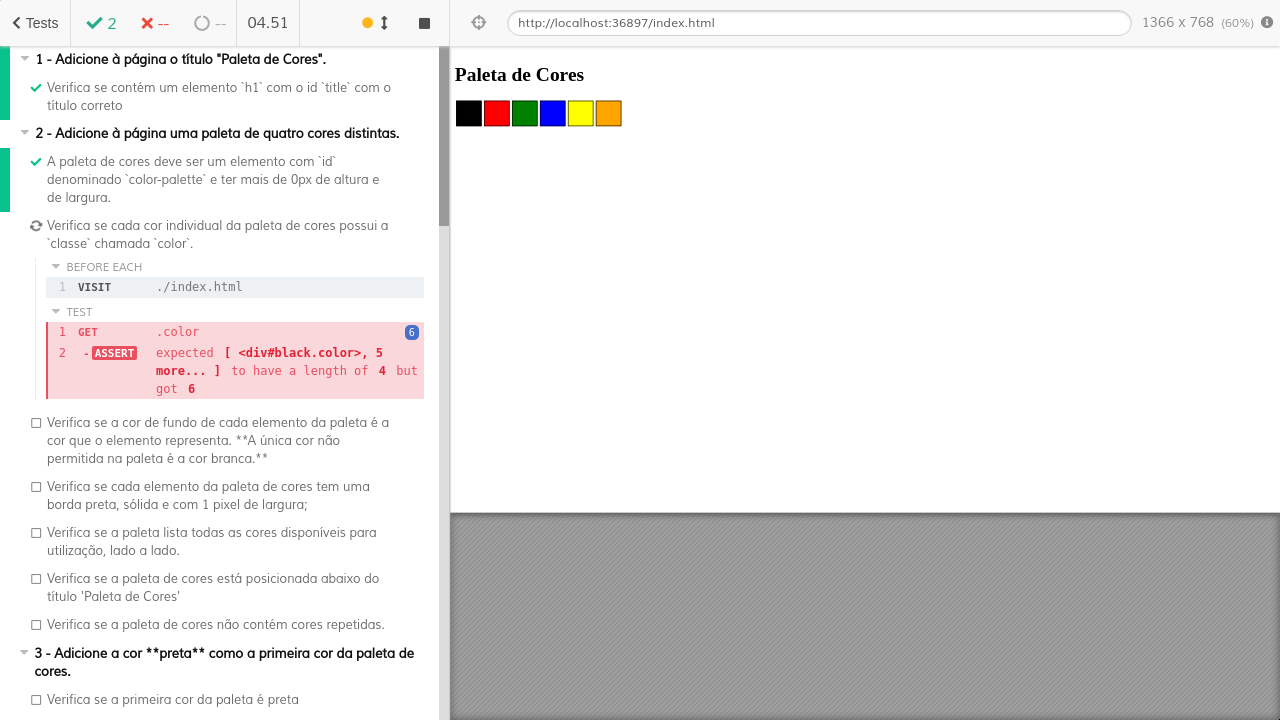 Tests
2
--
--
04.51
http://localhost:36897/index.html
1366 x 768 (60%)
1 - Adicione à página o título "Paleta de Cores".
Verifica se contém um elemento `h1` com o id `title` com o
título correto
2 - Adicione à página uma paleta de quatro cores distintas.
A paleta de cores deve ser um elemento com `id`
denominado `color-palette` e ter mais de 0px de altura e
de largura.
Verifica se cada cor individual da paleta de cores possui a
`classe` chamada `color`.
BEFORE EACH
1 VISIT ./index.html
TEST
1 GET .color 6
2 -ASSERT expected [ <div#black.color>, 5
more... ] to have a length of 4 but
got 6
Verifica se a cor de fundo de cada elemento da paleta é a
cor que o elemento representa. **A única cor não
permitida na paleta é a cor branca.**
Verifica se cada elemento da paleta de cores tem uma
borda preta, sólida e com 1 pixel de largura;
Verifica se a paleta lista todas as cores disponíveis para
utilização, lado a lado.
Verifica se a paleta de cores está posicionada abaixo do
título 'Paleta de Cores'
Verifica se a paleta de cores não contém cores repetidas.
3 - Adicione a cor **preta** como a primeira cor da paleta de
cores.
Verifica se a primeira cor da paleta é preta
Paleta de Cores